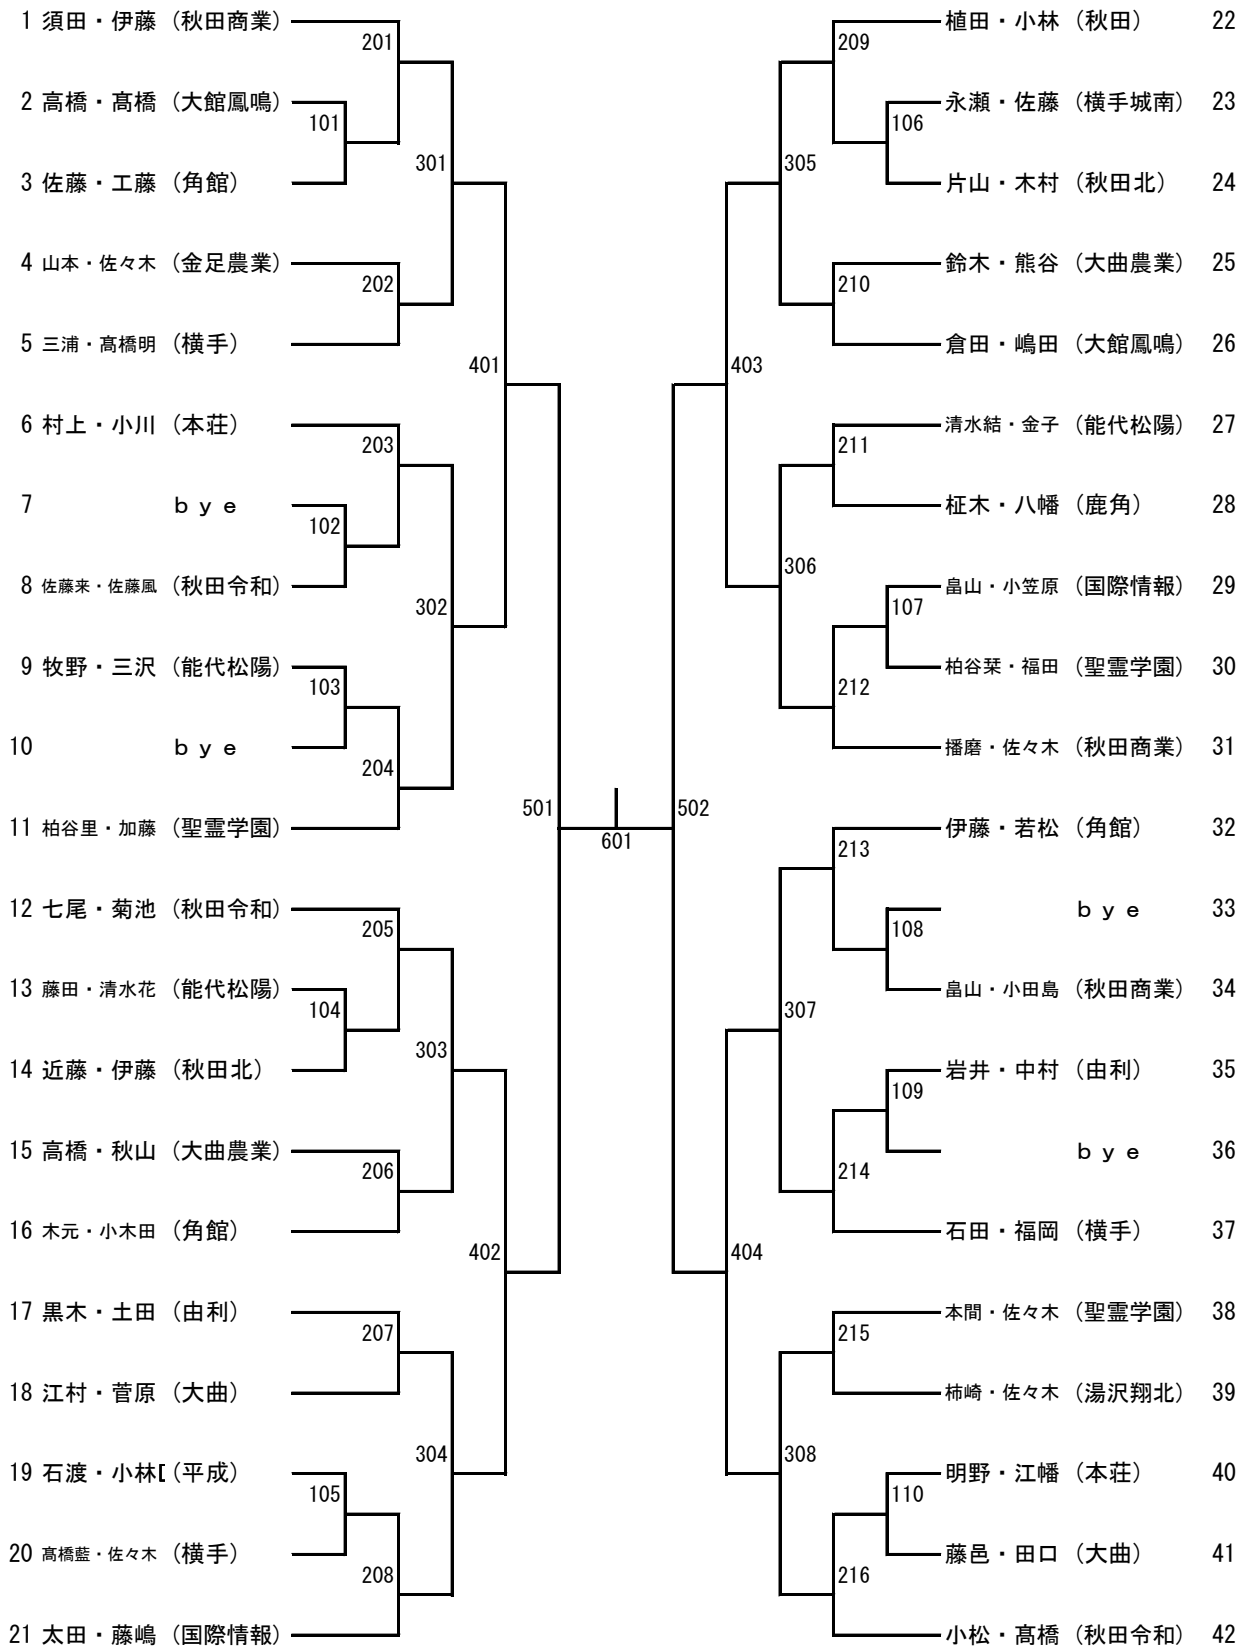 1 須田・伊藤 (秋田商業)
2 高橋・髙橋 (大館鳳鳴)
3 佐藤・工藤 (角館)
4 山本・佐々木 (金足農業)
5 三浦・髙橋明 (横手)
6 村上・小川 (本荘)
7 ｂｙｅ
8 佐藤来・佐藤風 (秋田令和)
9 牧野・三沢 (能代松陽)
10 ｂｙｅ
11 柏谷里・加藤 (聖霊学園)
12 七尾・菊池 (秋田令和)
13 藤田・清水花 (能代松陽)
14 近藤・伊藤 (秋田北)
15 高橋・秋山 (大曲農業)
16 木元・小木田 (角館)
17 黒木・土田 (由利)
18 江村・菅原 (大曲)
19 石渡・小林 (平成)
20 髙橋藍・佐々木 (横手)
21 太田・藤嶋 (国際情報)
101
102
103
104
105
201
202
203
204
205
206
207
208
301
302
303
304
401
402
501
601
502
403
404
305
306
307
308
209
210
211
212
213
214
215
216
106
107
108
109
110
植田・小林 (秋田) 22
永瀬・佐藤 (横手城南) 23
片山・木村 (秋田北) 24
鈴木・熊谷 (大曲農業) 25
倉田・嶋田 (大館鳳鳴) 26
清水結・金子 (能代松陽) 27
柾木・八幡 (鹿角) 28
畠山・小笠原 (国際情報) 29
柏谷栞・福田 (聖霊学園) 30
播磨・佐々木 (秋田商業) 31
伊藤・若松 (角館) 32
ｂｙｅ 33
畠山・小田島 (秋田商業) 34
岩井・中村 (由利) 35
ｂｙｅ 36
石田・福岡 (横手) 37
本間・佐々木 (聖霊学園) 38
柿崎・佐々木 (湯沢翔北) 39
明野・江幡 (本荘) 40
藤邑・田口 (大曲) 41
小松・髙橋 (秋田令和) 42